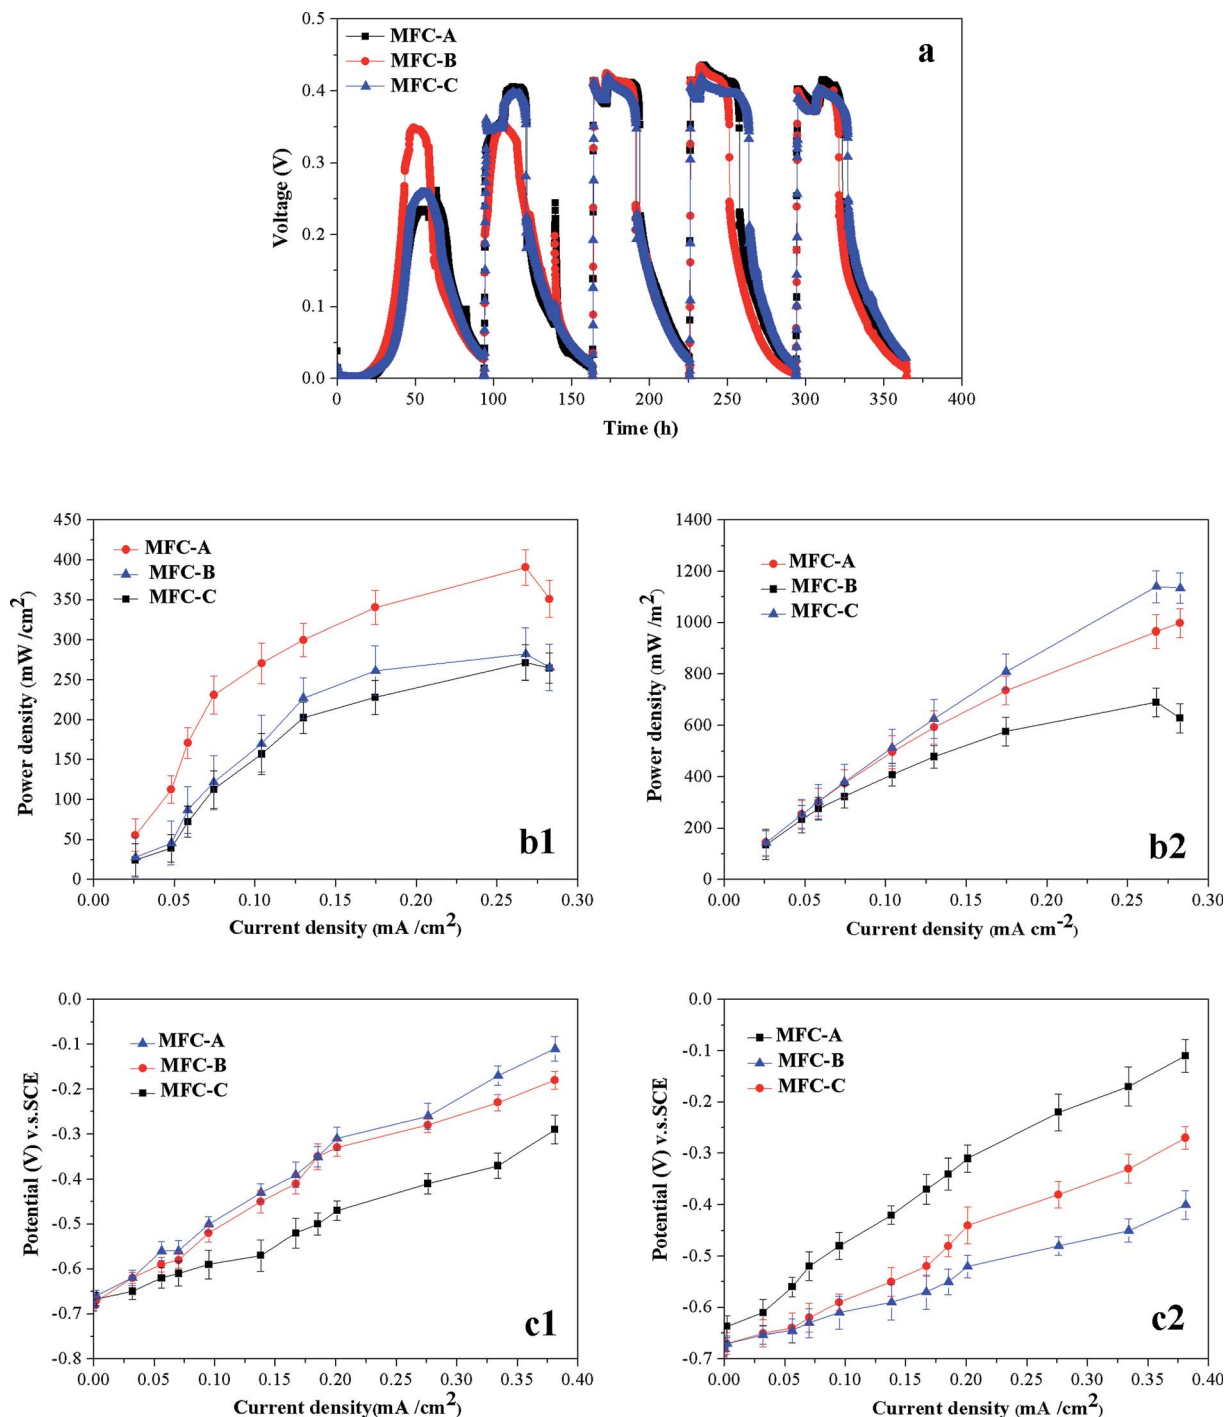 a
MFC-A
MFC-B
MFC-C
0.5
0.4
0.3
0.2
0.1
0.0
Voltage (V)
0 50 100 150 200 250 300 350 400
Time (h)
b1
MFC-A
MFC-B
MFC-C
450
400
350
300
250
200
150
100
50
0
Power density (mW /cm²)
0.00 0.05 0.10 0.15 0.20 0.25 0.30
Current density (mA /cm²)
b2
MFC-A
MFC-B
MFC-C
1400
1200
1000
800
600
400
200
0
Power density (mW /m²)
0.00 0.05 0.10 0.15 0.20 0.25 0.30
Current density (mA cm⁻²)
c1
MFC-A
MFC-B
MFC-C
0.0
-0.1
-0.2
-0.3
-0.4
-0.5
-0.6
-0.7
-0.8
Potential (V) v.s.SCE
0.00 0.05 0.10 0.15 0.20 0.25 0.30 0.35 0.40
Current density(mA/cm²)
c2
MFC-A
MFC-B
MFC-C
0.0
-0.1
-0.2
-0.3
-0.4
-0.5
-0.6
-0.7
Potential (V) v.s.SCE
0.00 0.05 0.10 0.15 0.20 0.25 0.30 0.35 0.40
Current density (mA/cm²)